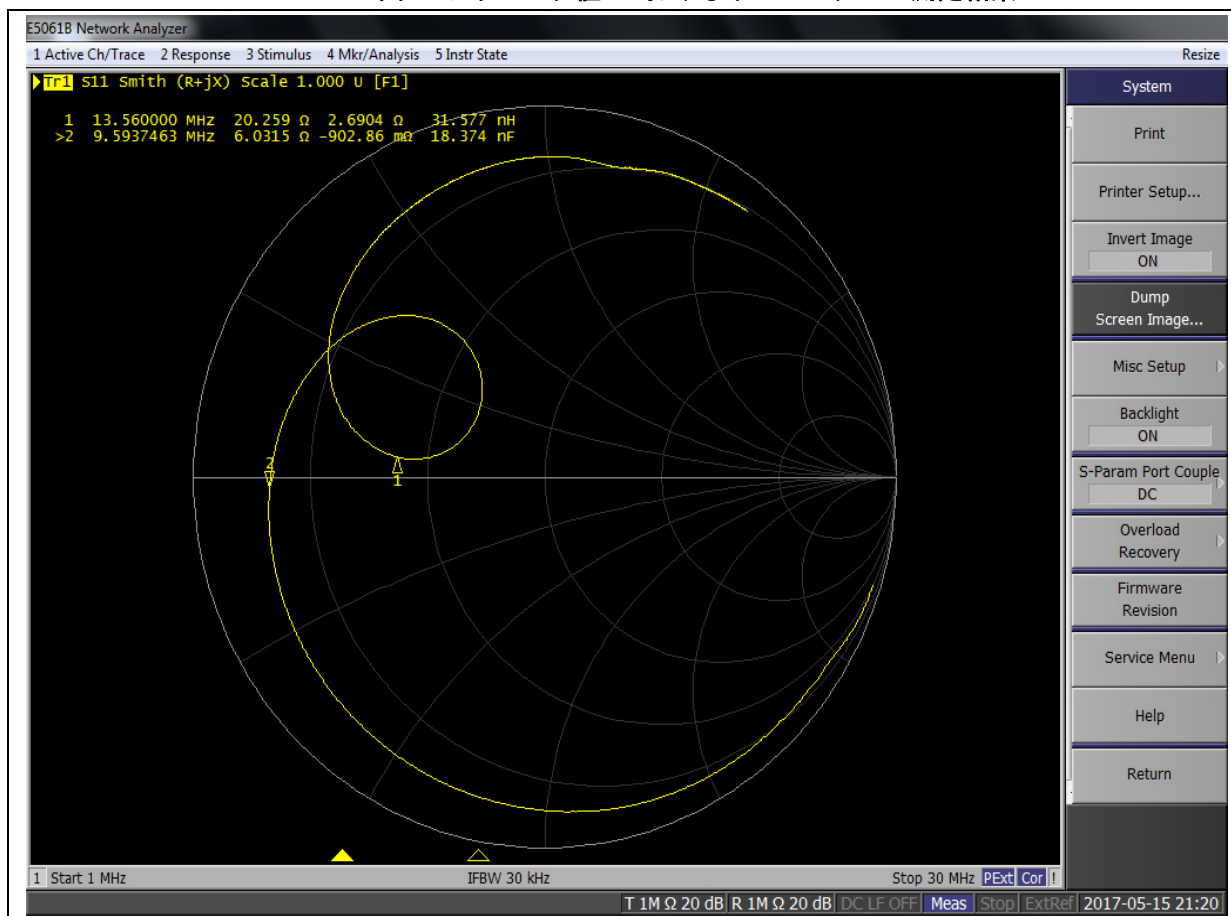 E5061B Network Analyzer
1 Active Ch/Trace 2 Response 3 Stimulus 4 Mkr/Analysis 5 Instr State Resize
Tr1 S11 Smith (R+jX) Scale 1.000 U [F1]
1 13.560000 MHz 20.259 Ω 2.6904 Ω 31.577 nH
>2 9.5937463 MHz 6.0315 Ω -902.86 mΩ 18.374 nF
2
1
System
Print
Printer Setup...
Invert Image
ON
Dump
Screen Image...
Misc Setup
Backlight
ON
S-Param Port Couple
DC
Overload
Recovery
Firmware
Revision
Service Menu
Help
Return
1 Start 1 MHz IFBW 30 kHz Stop 30 MHz PExt Cor !
T 1M Ω 20 dB R 1M Ω 20 dB DC LF OFF Meas Stop ExtRef 2017-05-15 21:20